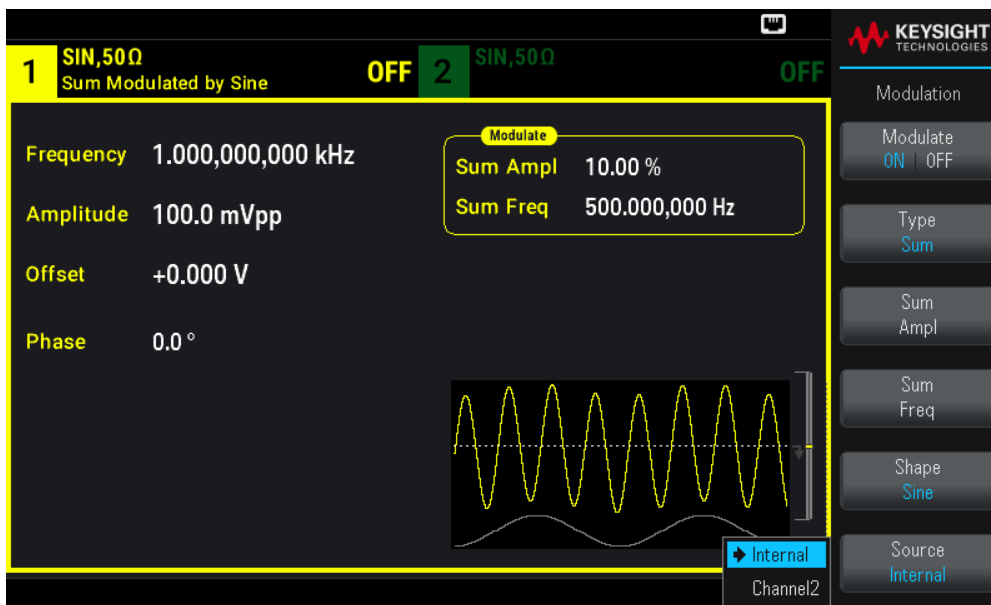 1
SIN,50Ω
Sum Modulated by Sine
OFF
2
SIN,50Ω
OFF
Frequency 1.000,000,000 kHz
Amplitude 100.0 mVpp
Offset +0.000 V
Phase 0.0 °
Modulate
Sum Ampl 10.00 %
Sum Freq 500.000,000 Hz
Internal
Channel2
KEYSIGHT
TECHNOLOGIES
Modulation
Modulate
ON | OFF
Type
Sum
Sum
Ampl
Sum
Freq
Shape
Sine
Source
Internal